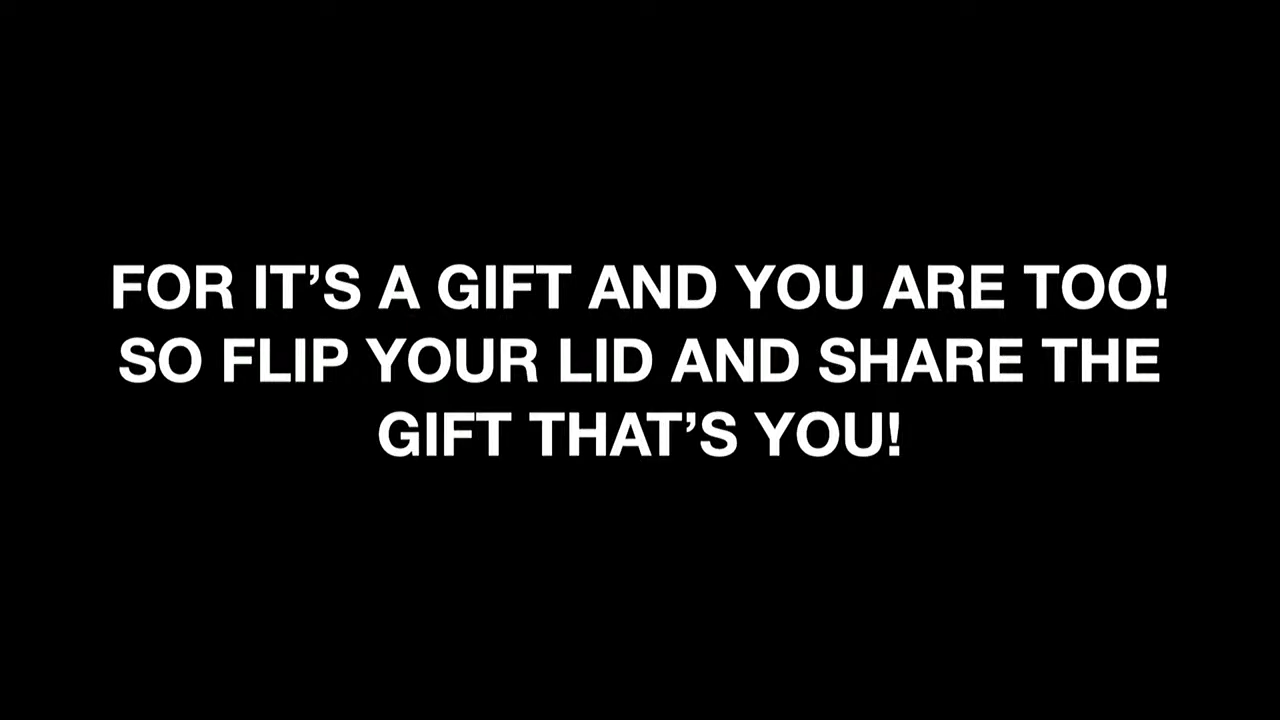 FOR IT’S A GIFT AND YOU ARE TOO!
SO FLIP YOUR LID AND SHARE THE
GIFT THAT’S YOU!